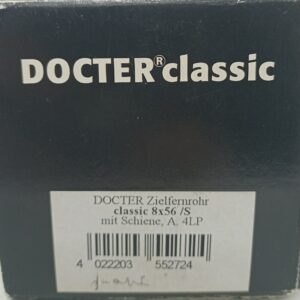 DOCTER® classic
DOCTER Zielfernrohr
classic 8x56 /S
mit Schiene, A. 4LP
4 022203 552724